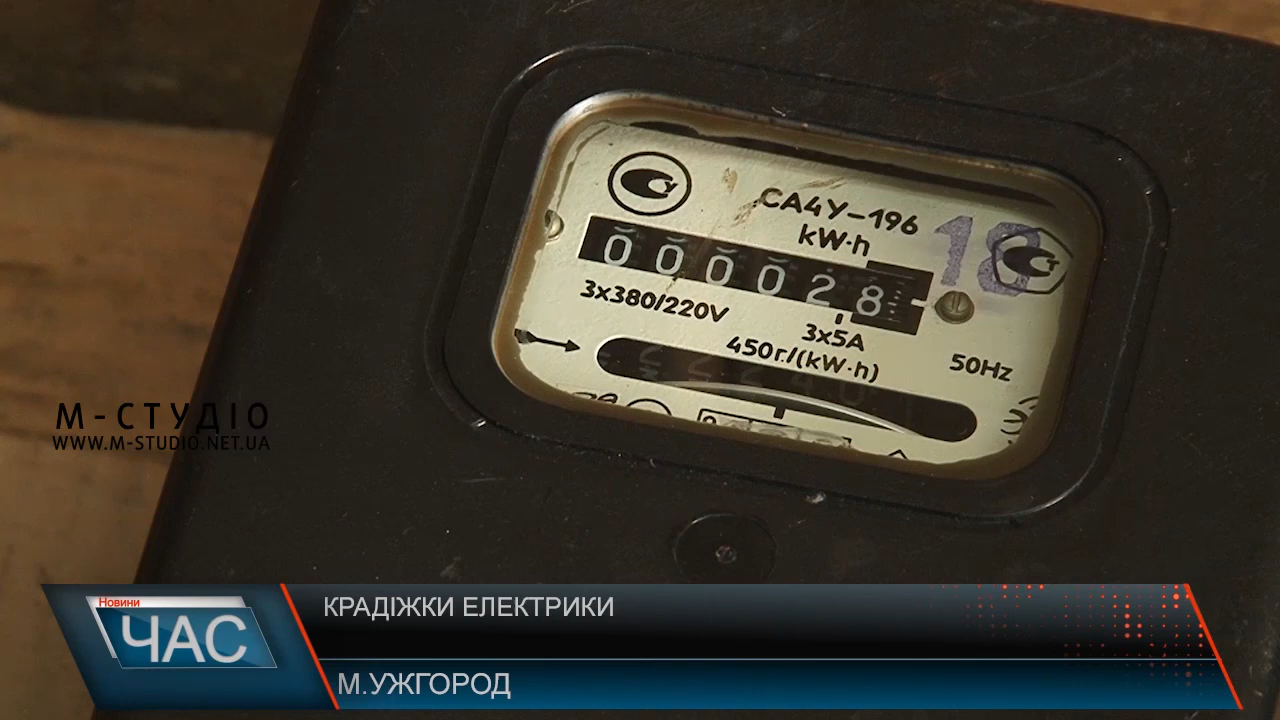 СА4У–196
kW·h
18
000028
3x380/220V
3x5A
450г./(kW·h)
50Hz
М-СТУДІО
WWW.M-STUDIO.NET.UA
Новини
ЧАС
КРАДІЖКИ ЕЛЕКТРИКИ
М.УЖГОРОД